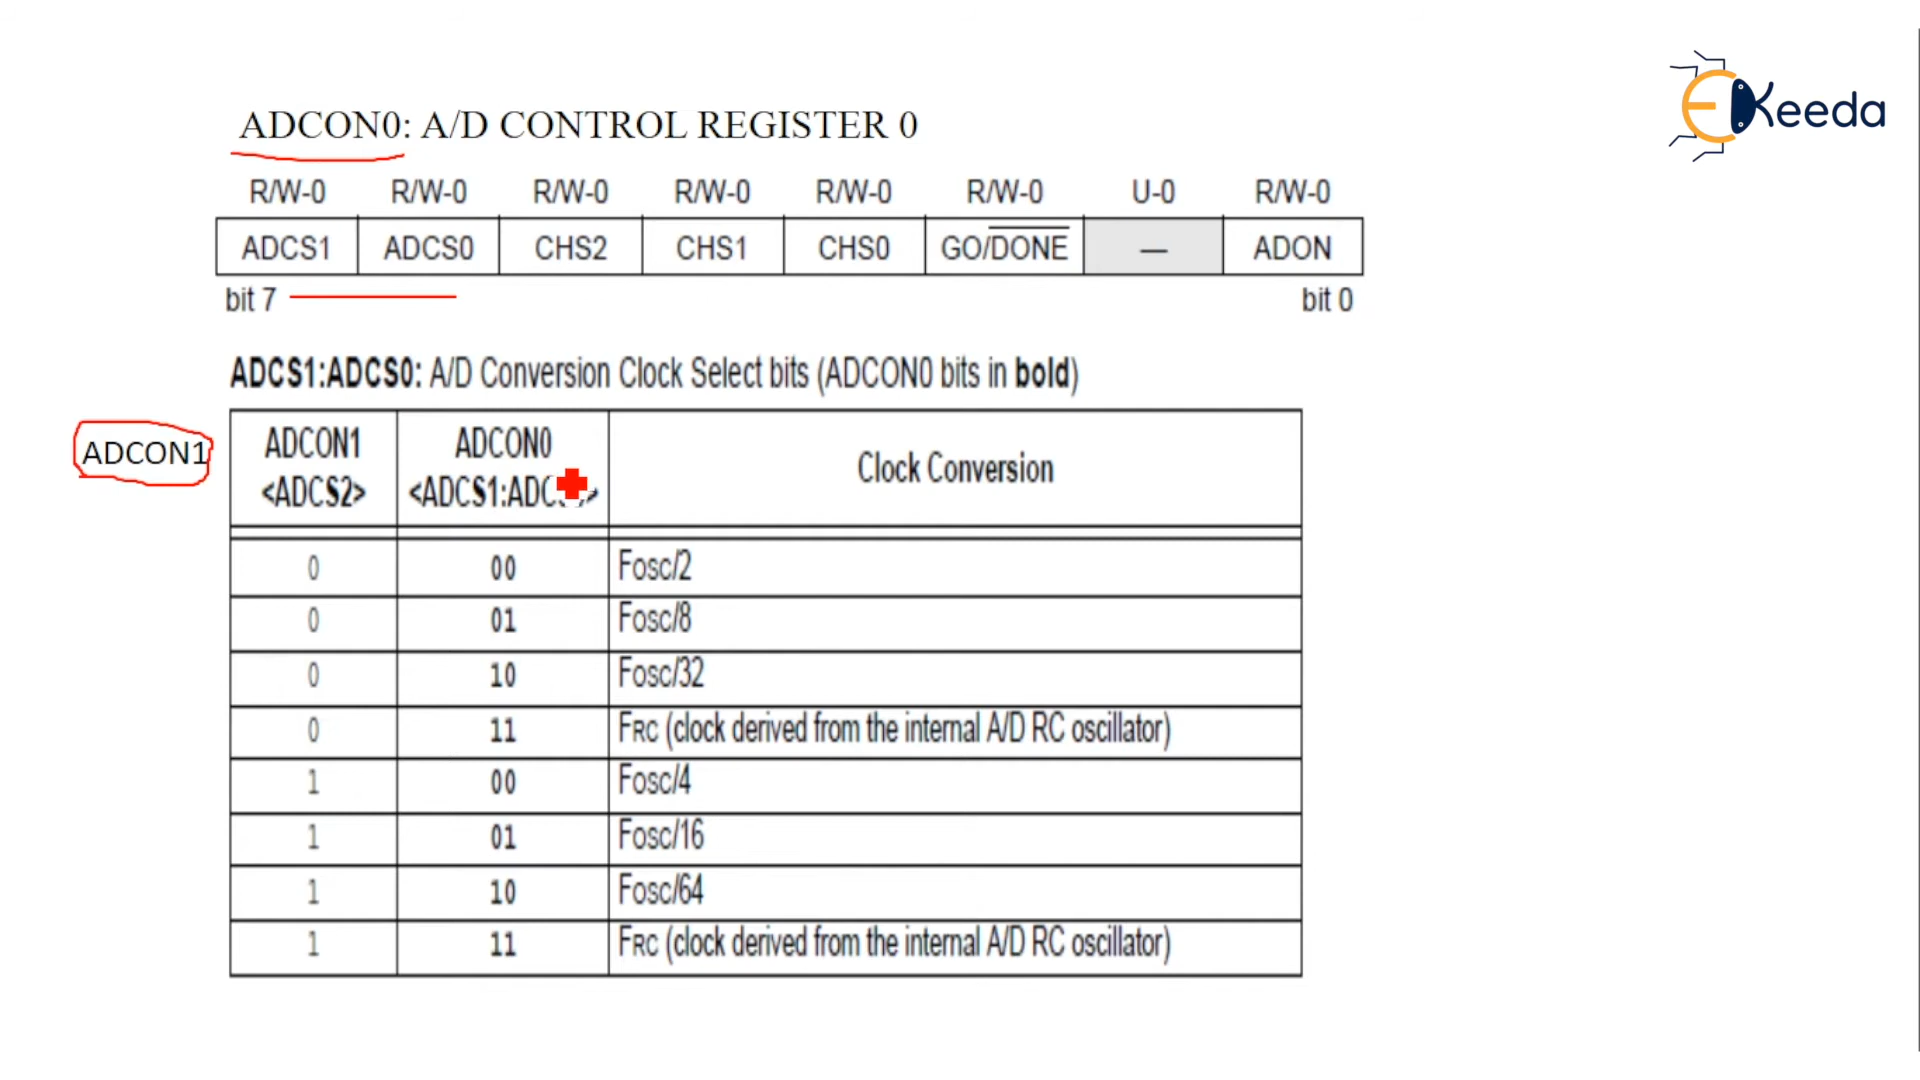 Keeda
ADCON0: A/D CONTROL REGISTER 0
R/W-0 R/W-0 R/W-0 R/W-0 R/W-0 R/W-0 U-0 R/W-0
ADCS1 ADCS0 CHS2 CHS1 CHS0 GO/DONE — ADON
bit 7 bit 0
ADCS1:ADCS0: A/D Conversion Clock Select bits (ADCON0 bits in bold)
ADCON1
ADCON1 ADCON0 Clock Conversion
<ADCS2>
0 00 Fosc/2
0 01 Fosc/8
0 10 Fosc/32
0 11 FRC (clock derived from the internal A/D RC oscillator)
1 00 Fosc/4
1 01 Fosc/16
1 10 Fosc/64
1 11 FRC (clock derived from the internal A/D RC oscillator)